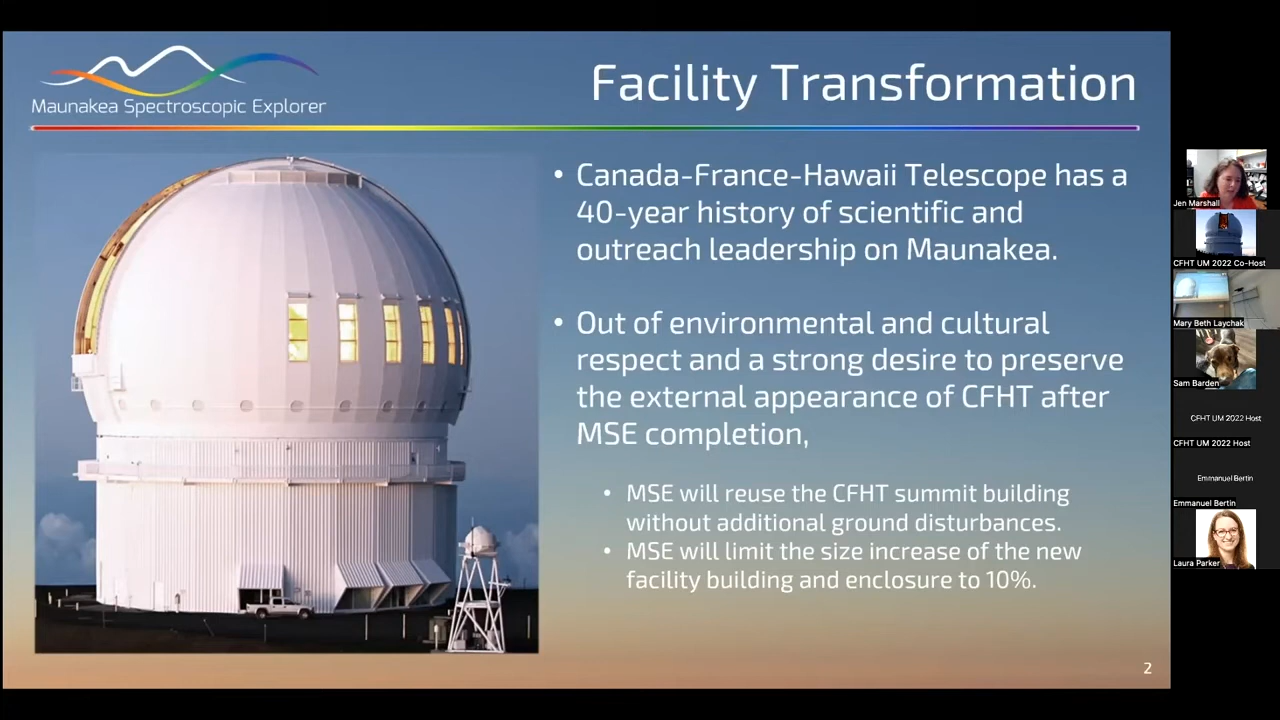 Maunakea Spectroscopic Explorer
Facility Transformation
• Canada-France-Hawaii Telescope has a
40-year history of scientific and
outreach leadership on Maunakea.
• Out of environmental and cultural
respect and a strong desire to preserve
the external appearance of CFHT after
MSE completion,
• MSE will reuse the CFHT summit building
without additional ground disturbances.
• MSE will limit the size increase of the new
facility building and enclosure to 10%.
2
Jen Marshall
CFHT UM 2022 Co-Host
Mary Beth Laychak
Sam Barden
CFHT UM 2022 Host
CFHT UM 2022 Host
Emmanuel Bertin
Emmanuel Bertin
Laura Parker